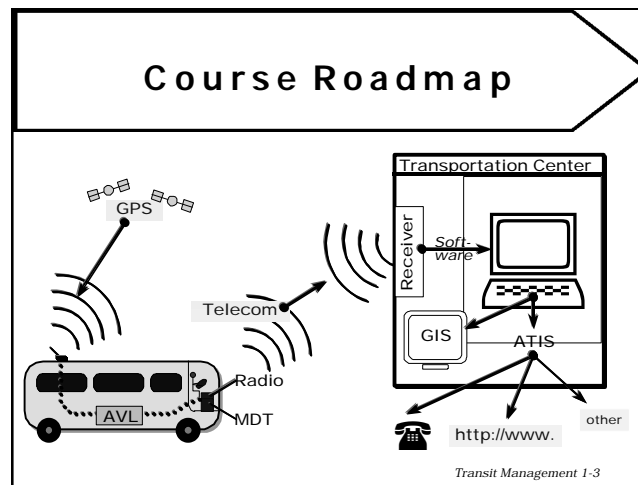 Course Roadmap
Transportation Center
GPS
Receiver
Soft-
ware
Telecom
GIS
ATIS
Radio
AVL
MDT
other
http://www.
Transit Management 1-3